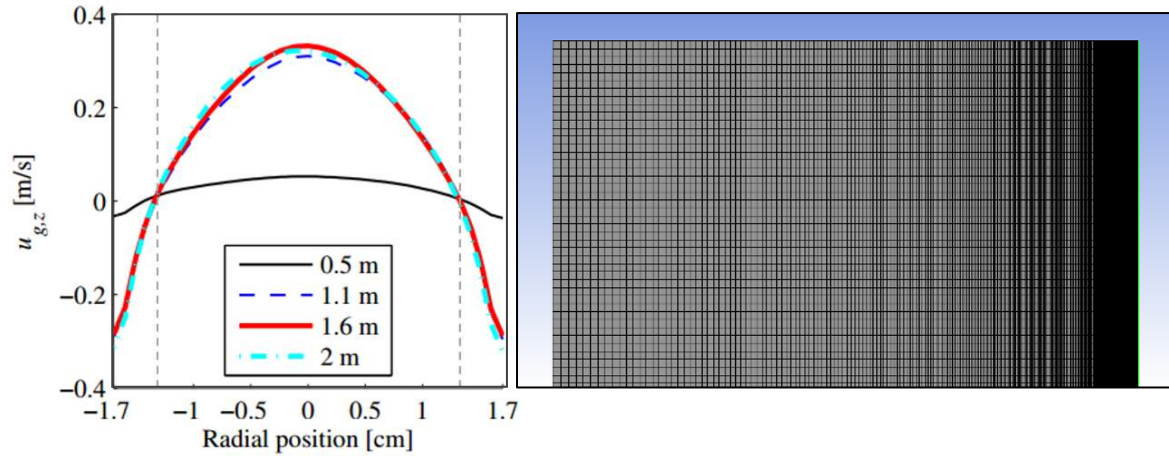 0.4
0.2
0
−0.2
−0.4
u_{g,z} [m/s]
0.5 m
1.1 m
1.6 m
2 m
−1.7
−1
−0.5
0
0.5
1
1.7
Radial position [cm]